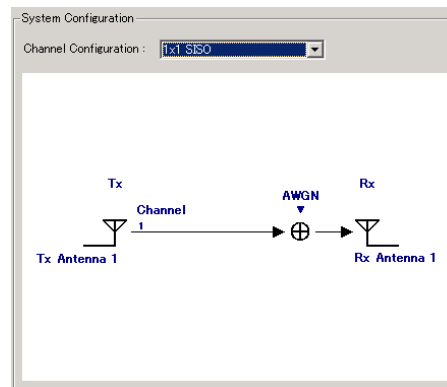 System Configuration
Channel Configuration :
1x1 SISO
Tx
Rx
AWGN
Channel
1
Tx Antenna 1
Rx Antenna 1